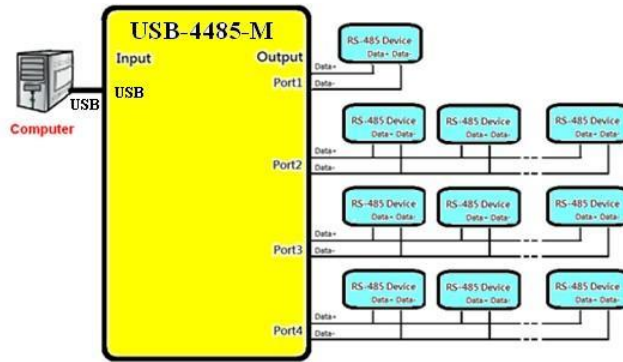 USB-4485-M
Input
Output
USB
USB
Computer
Port1
Data+
Data-
RS-485 Device
Data+ Data-
Port2
Data+
Data-
RS-485 Device
Data+ Data-
RS-485 Device
Data+ Data-
RS-485 Device
Data+ Data-
Port3
Data+
Data-
RS-485 Device
Data+ Data-
RS-485 Device
Data+ Data-
RS-485 Device
Data+ Data-
Port4
Data+
Data-
RS-485 Device
Data+ Data-
RS-485 Device
Data+ Data-
RS-485 Device
Data+ Data-